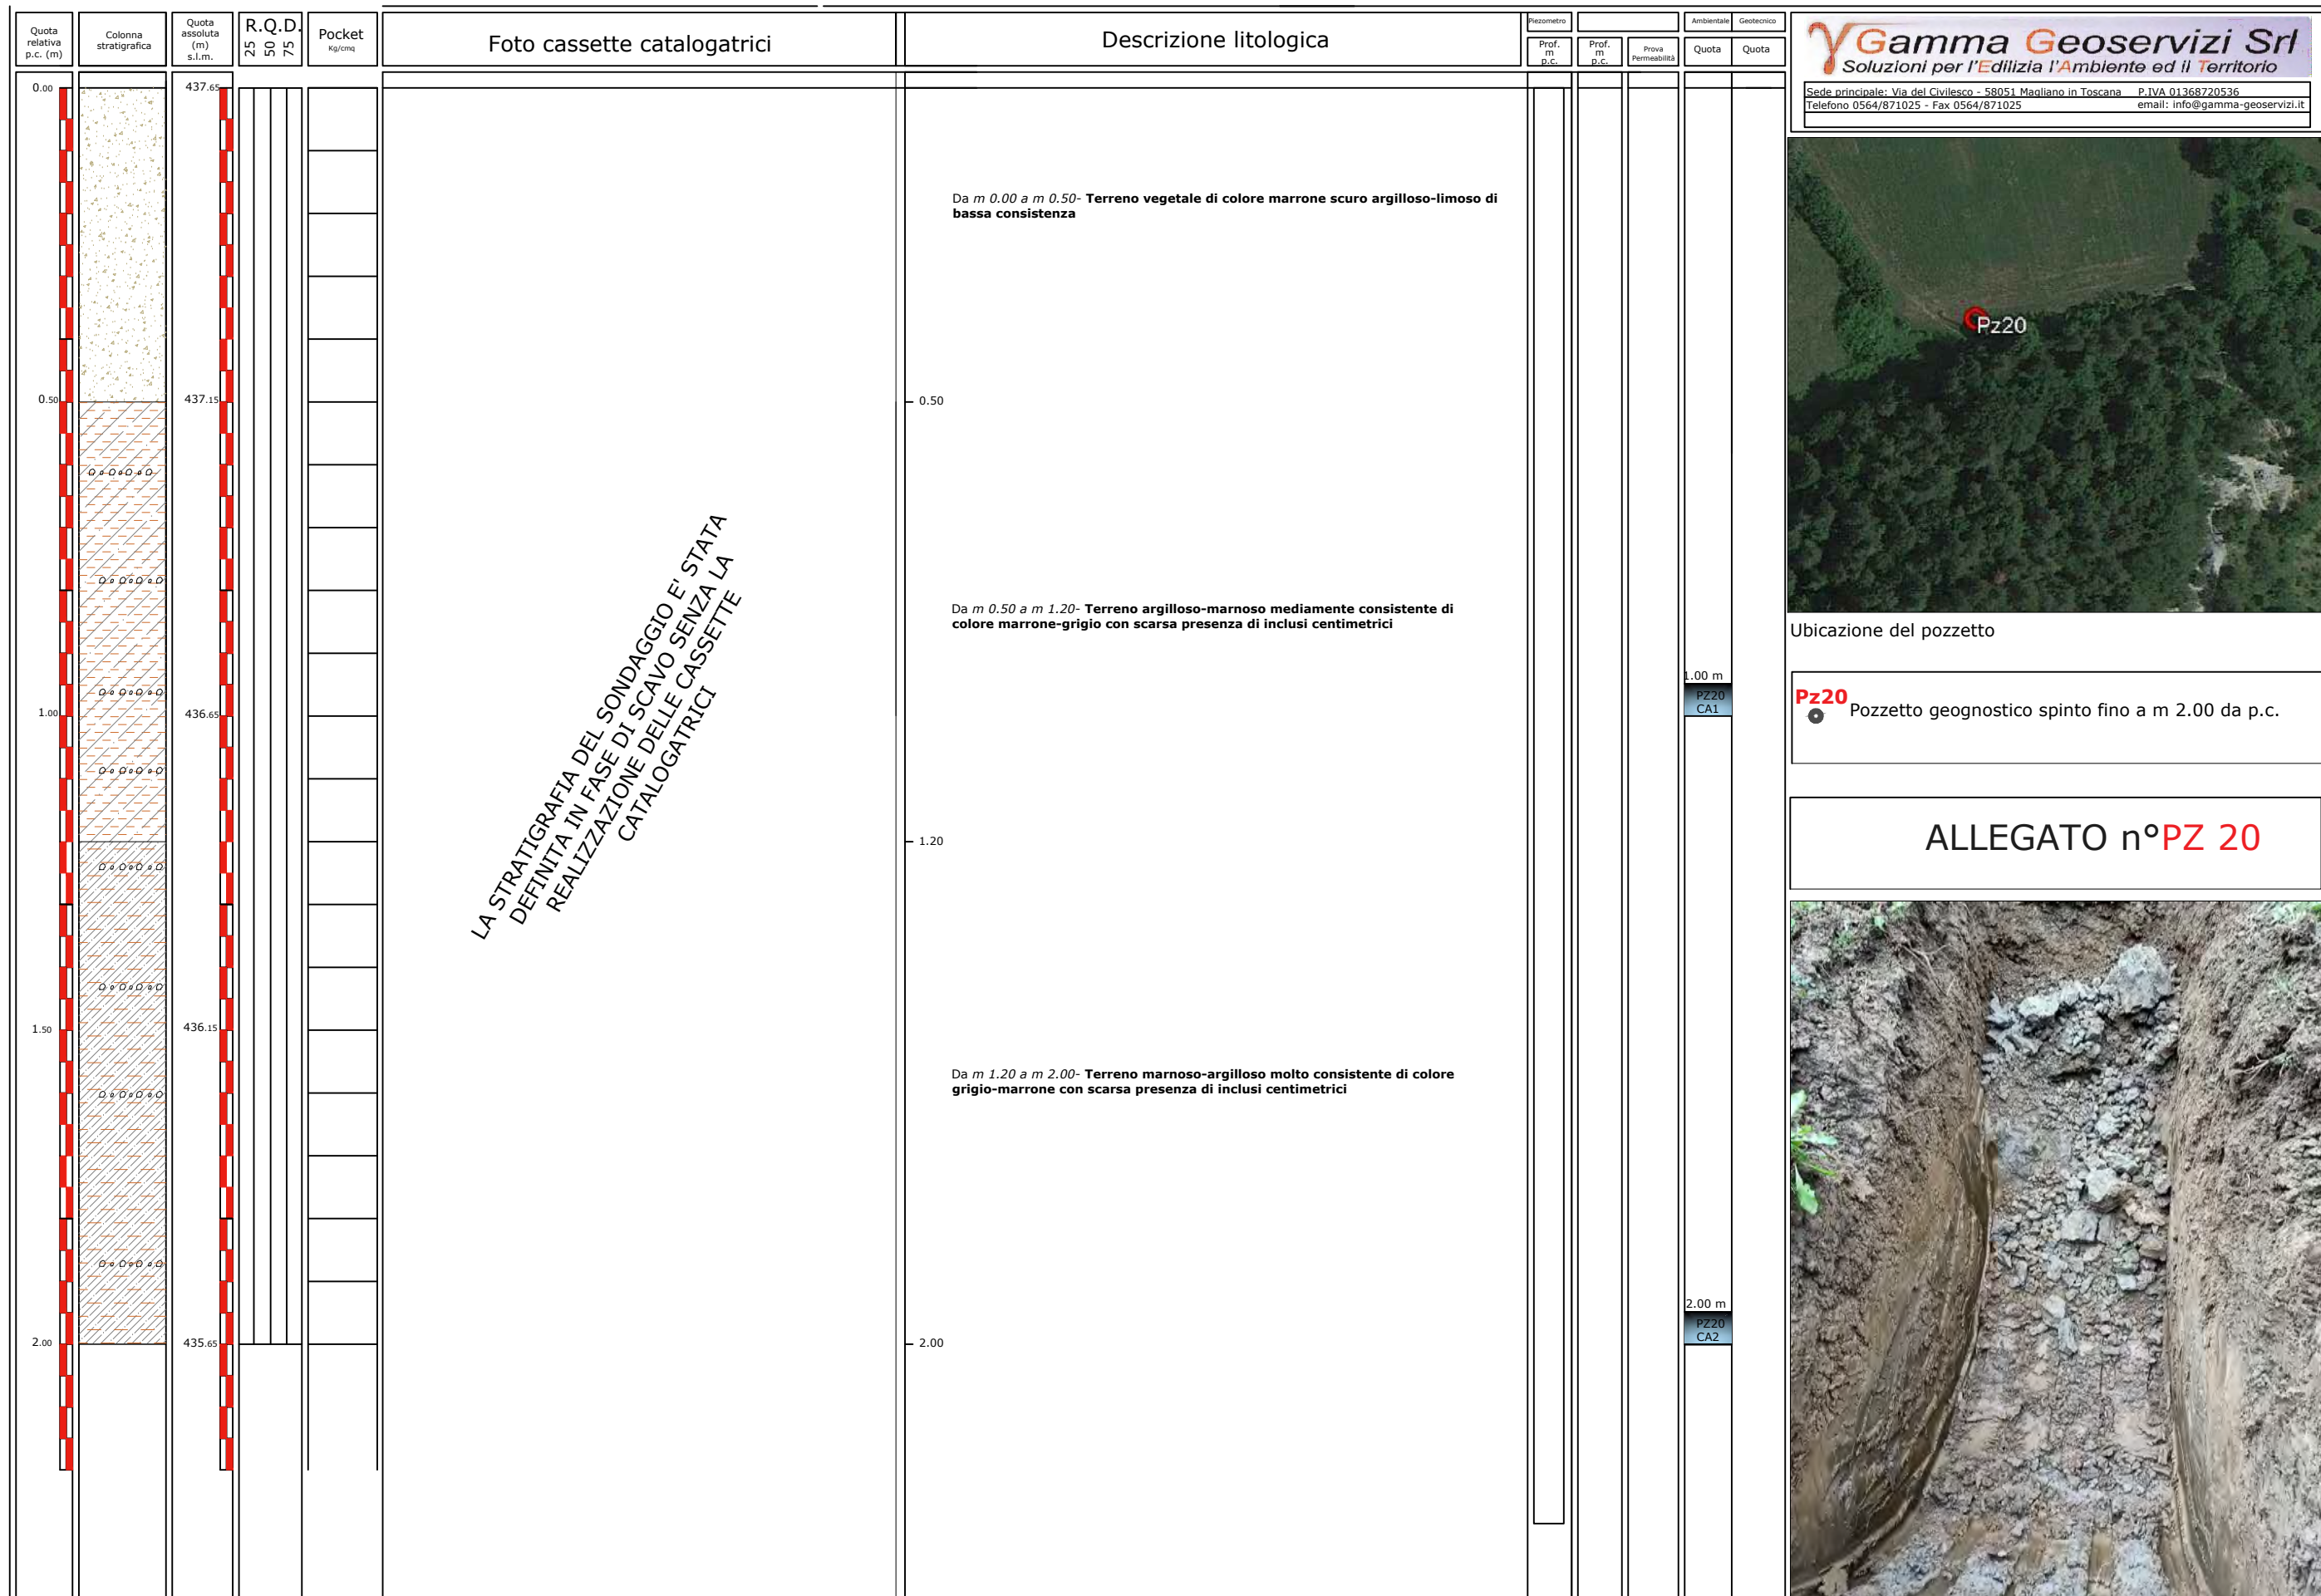 Quota
relativa
p.c. (m)
Colonna
stratigrafica
Quota
assoluta
(m)
s.l.m.
R.Q.D.
25
50
75
Pocket
Kg/cmq
Foto cassette catalogatrici
Descrizione litologica
Piezometro
Prof.
m
p.c.
Prof.
m
p.c.
Prova
Permeabilità
Ambientale
Quota
Geotecnico
Quota
γ Gamma Geoservizi Srl
Soluzioni per l'Edilizia l'Ambiente ed il Territorio
Sede principale: Via del Civilesco - 58051 Magliano in Toscana P.IVA 01368720536
Telefono 0564/871025 - Fax 0564/871025 email: info@gamma-geoservizi.it
0.00
0.50
1.00
1.50
2.00
437.65
437.15
436.65
436.15
435.65
LA STRATIGRAFIA DEL SONDAGGIO E' STATA
DEFINITA IN FASE DI SCAVO SENZA LA
REALIZZAZIONE DELLE CASSETTE
CATALOGATRICI
Da m 0.00 a m 0.50- Terreno vegetale di colore marrone scuro argilloso-limoso di
bassa consistenza
0.50
Da m 0.50 a m 1.20- Terreno argilloso-marnoso mediamente consistente di
colore marrone-grigio con scarsa presenza di inclusi centimetrici
1.20
Da m 1.20 a m 2.00- Terreno marnoso-argilloso molto consistente di colore
grigio-marrone con scarsa presenza di inclusi centimetrici
2.00
1.00 m
PZ20
CA1
2.00 m
PZ20
CA2
Pz20
Ubicazione del pozzetto
Pz20
Pozzetto geognostico spinto fino a m 2.00 da p.c.
ALLEGATO n°PZ 20